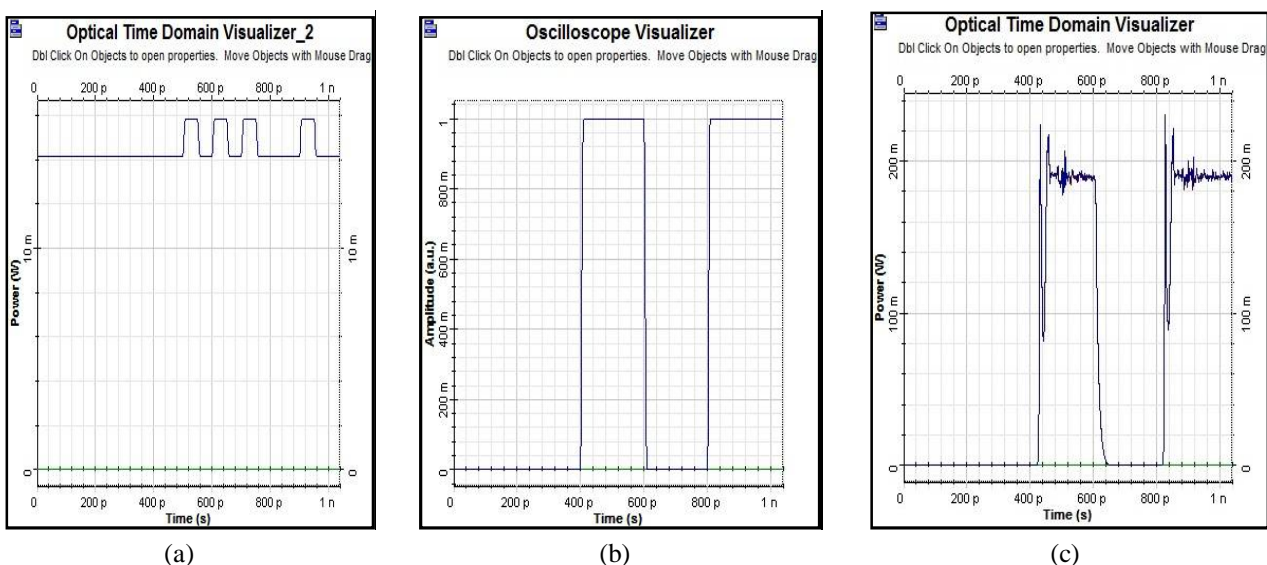 Optical Time Domain Visualizer_2
Dbl Click On Objects to open properties. Move Objects with Mouse Drag
0 200 p 400 p 600 p 800 p 1 n
Power (W)
10 m
0
10 m
0
0 200 p 400 p 600 p 800 p 1 n
Time (s)
(a)
Oscilloscope Visualizer
Dbl Click On Objects to open properties. Move Objects with Mouse Drag
Amplitude (a.u.)
1
800 m
600 m
400 m
200 m
0
0 200 p 400 p 600 p 800 p 1 n
Time (s)
(b)
Optical Time Domain Visualizer
Dbl Click On Objects to open properties. Move Objects with Mouse Drag
0 200 p 400 p 600 p 800 p 1 n
Power (W)
200 m
100 m
0
200 m
100 m
0
0 200 p 400 p 600 p 800 p 1 n
Time (s)
(c)